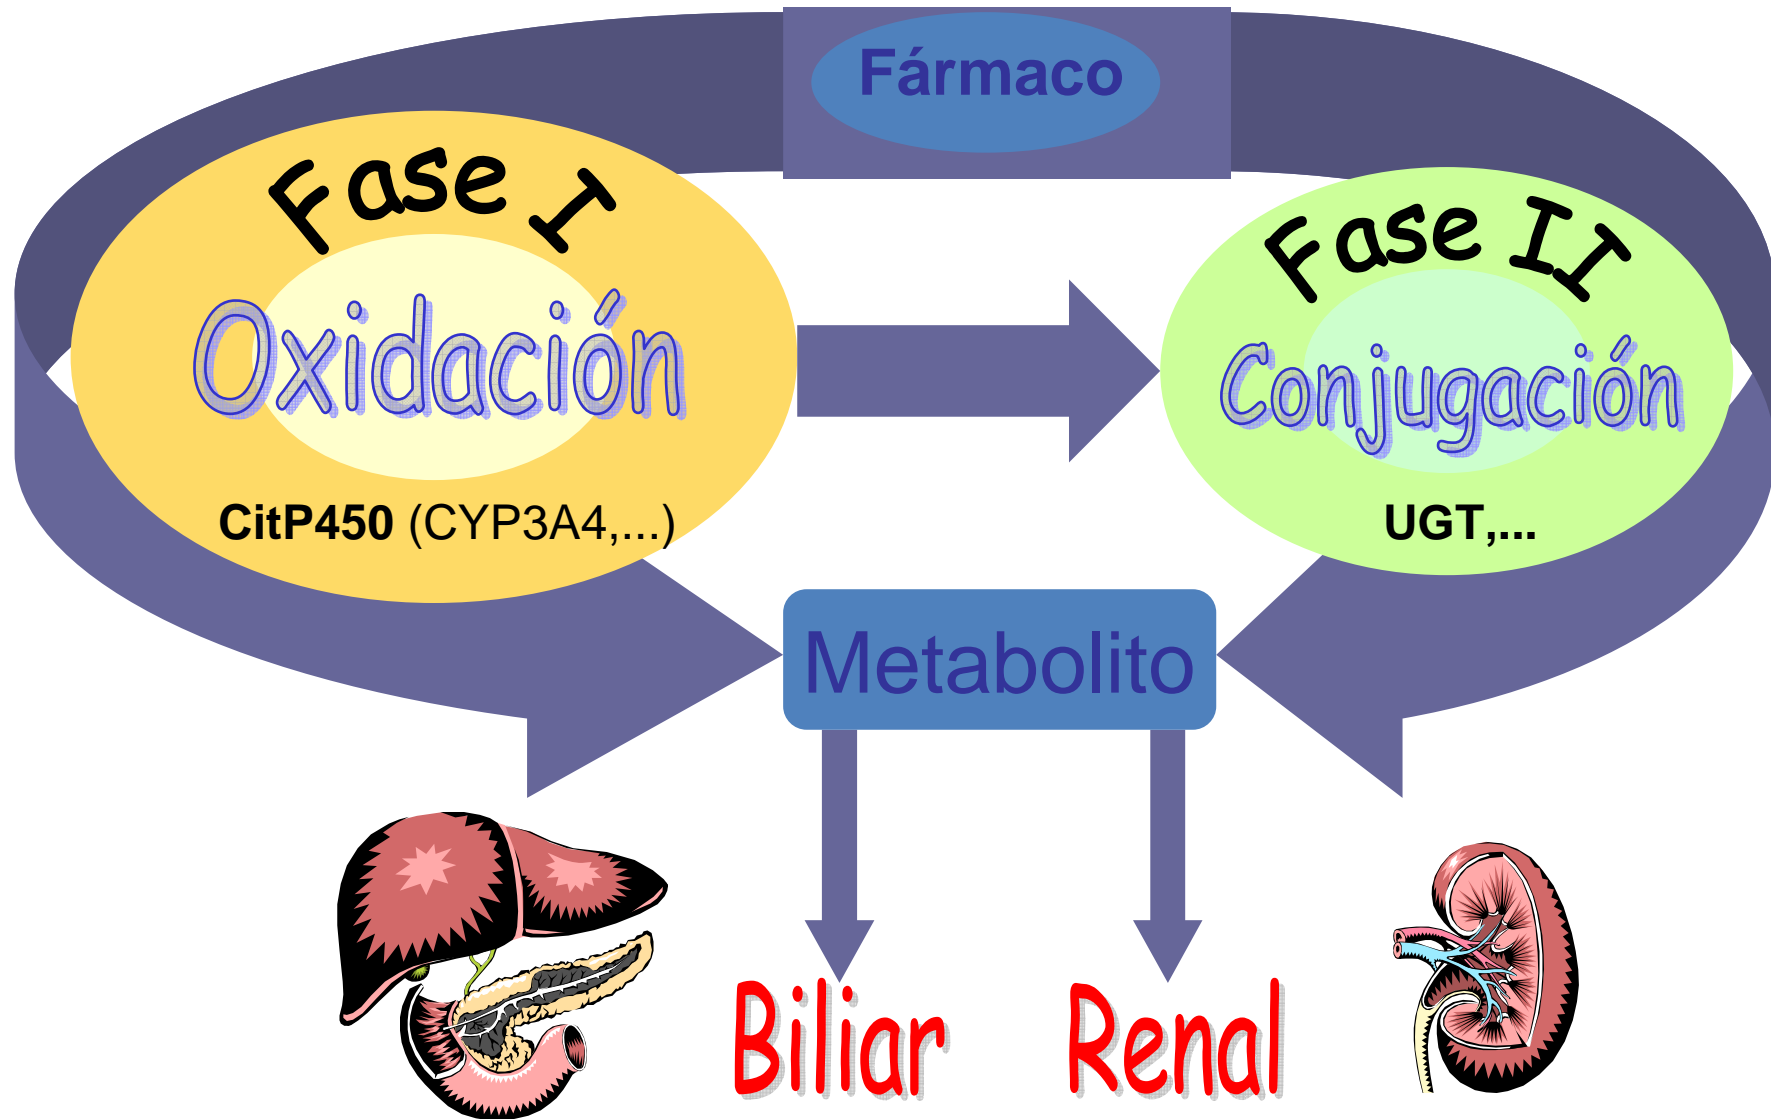 Fármaco
Fase I
Oxidación
CitP450 (CYP3A4,...)
Fase II
Conjugación
UGT,...
Metabolito
Biliar
Renal